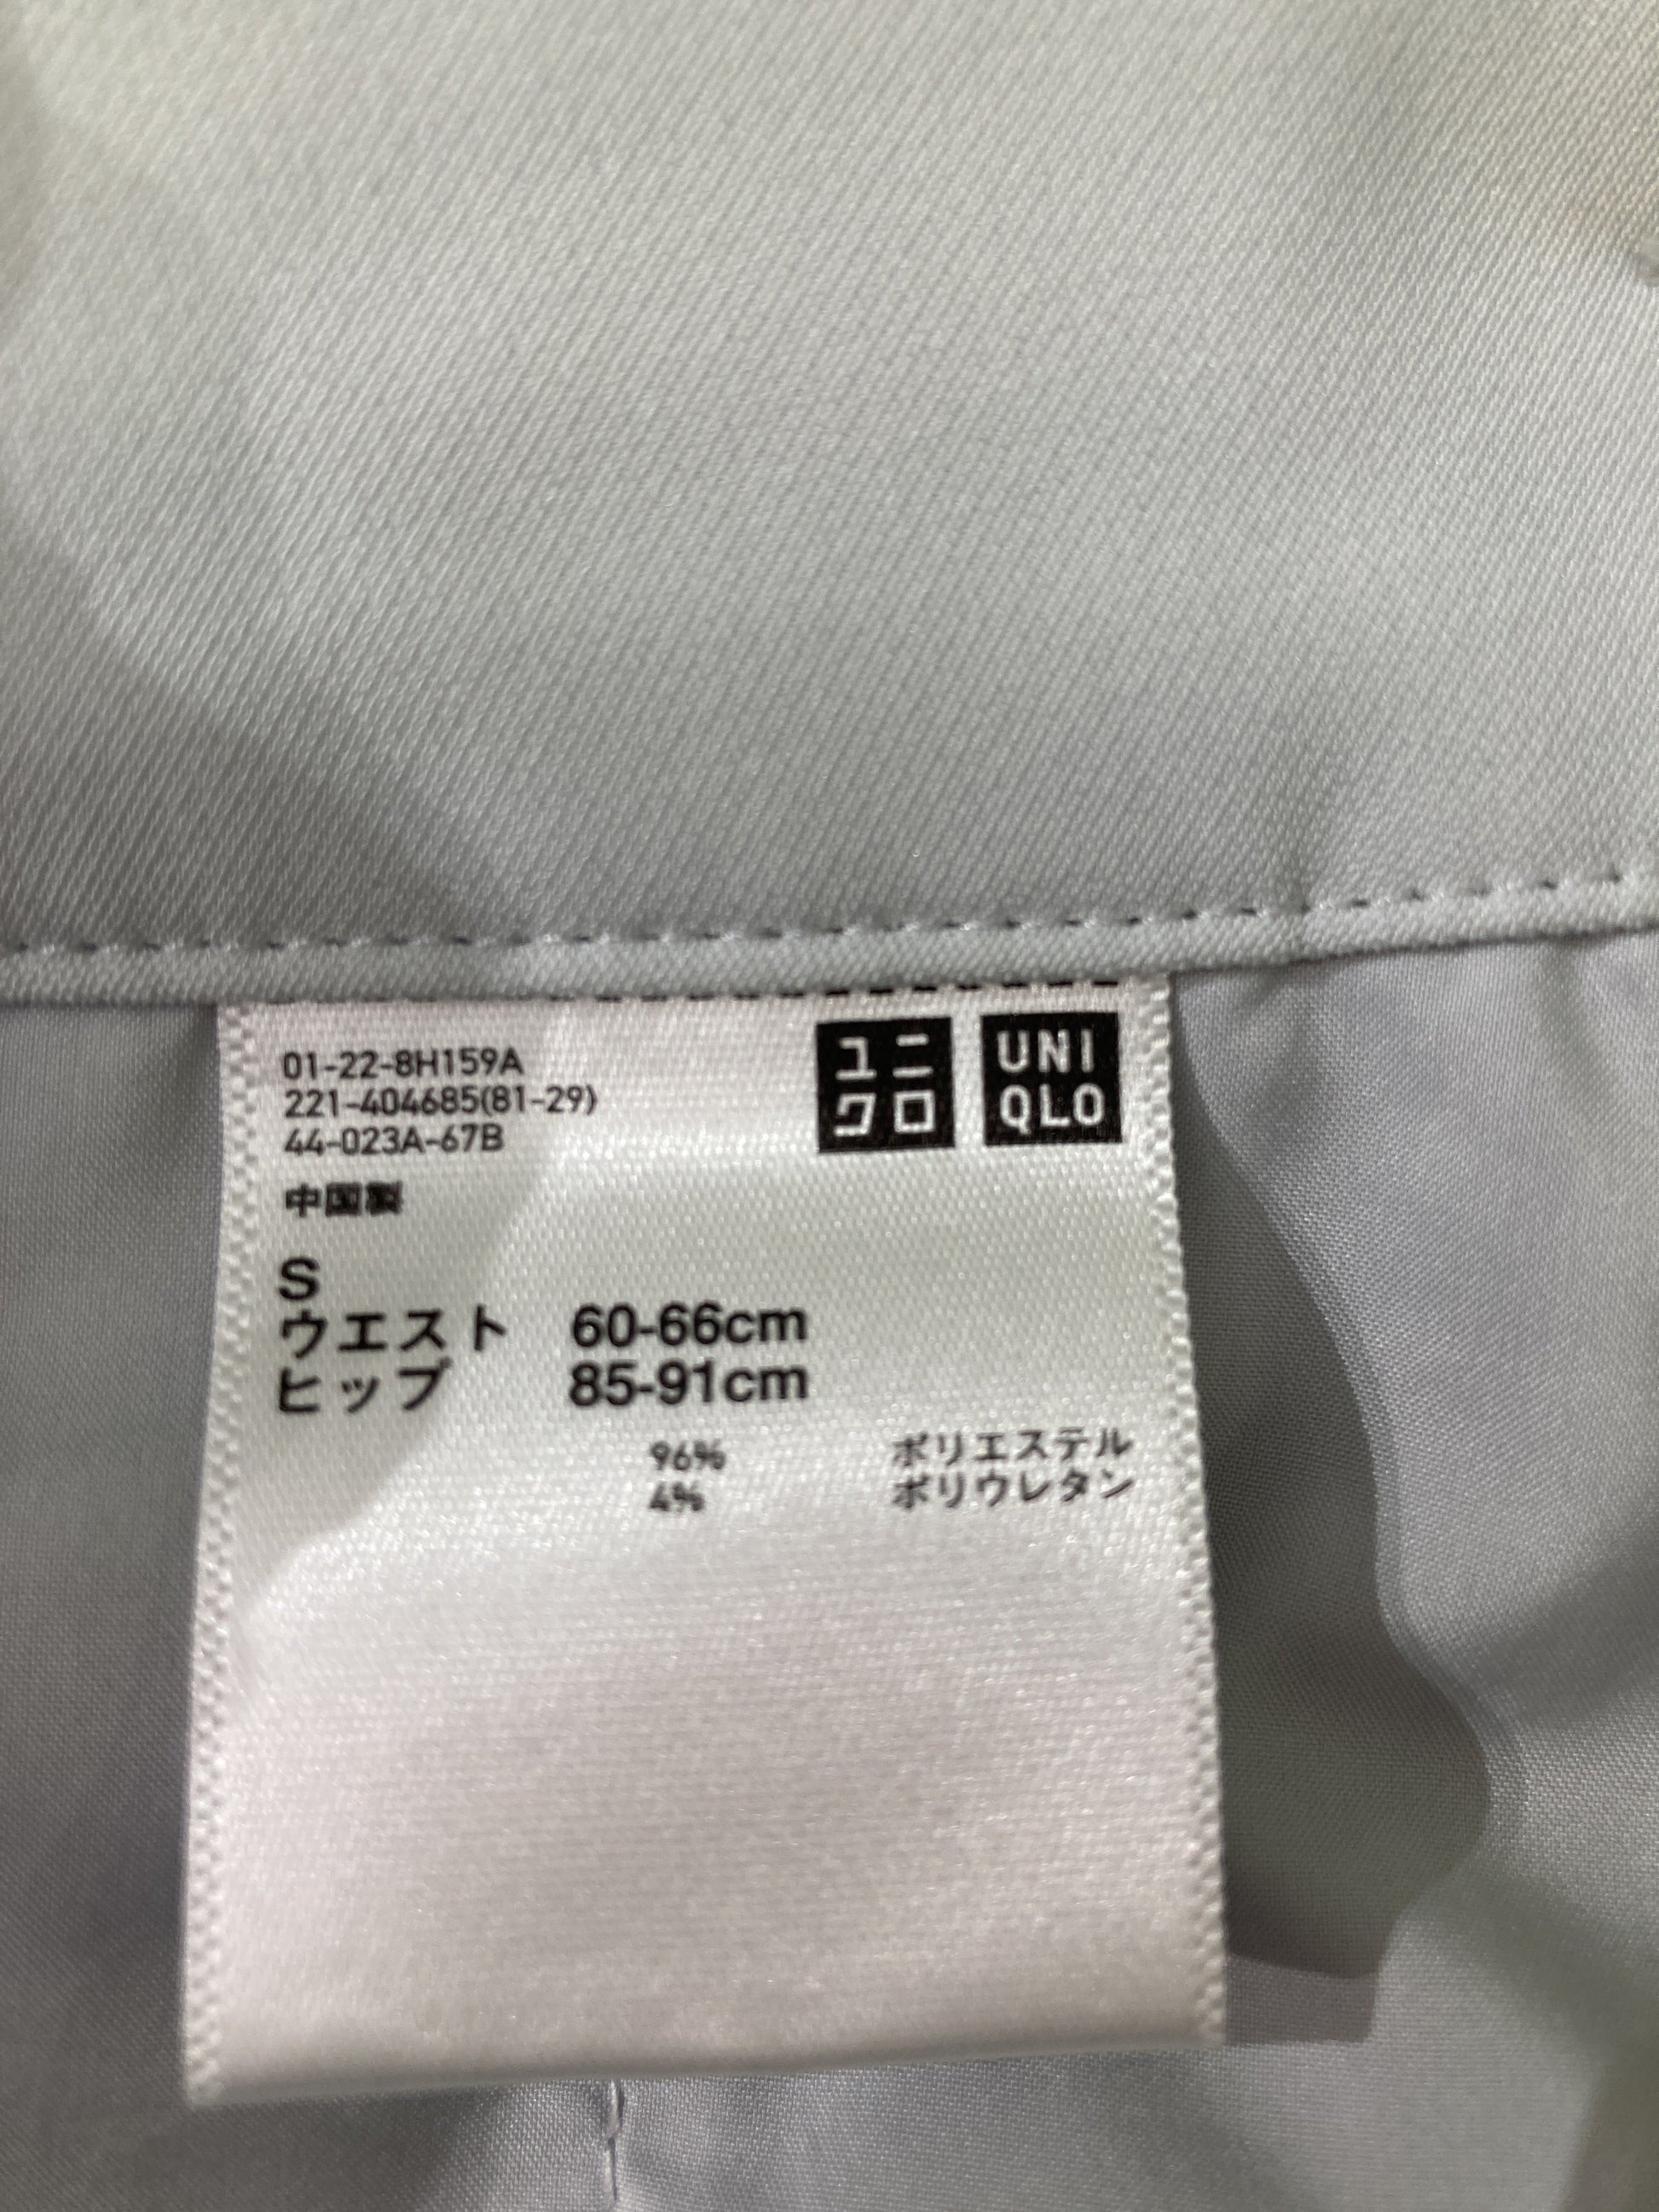 01-22-8H159A
221-404685(81-29)
44-023A-67B
ユニ
クロ
UNI
QLO
中国製
S
ウエスト 60-66cm
ヒップ 85-91cm
96% ポリエステル
4% ポリウレタン